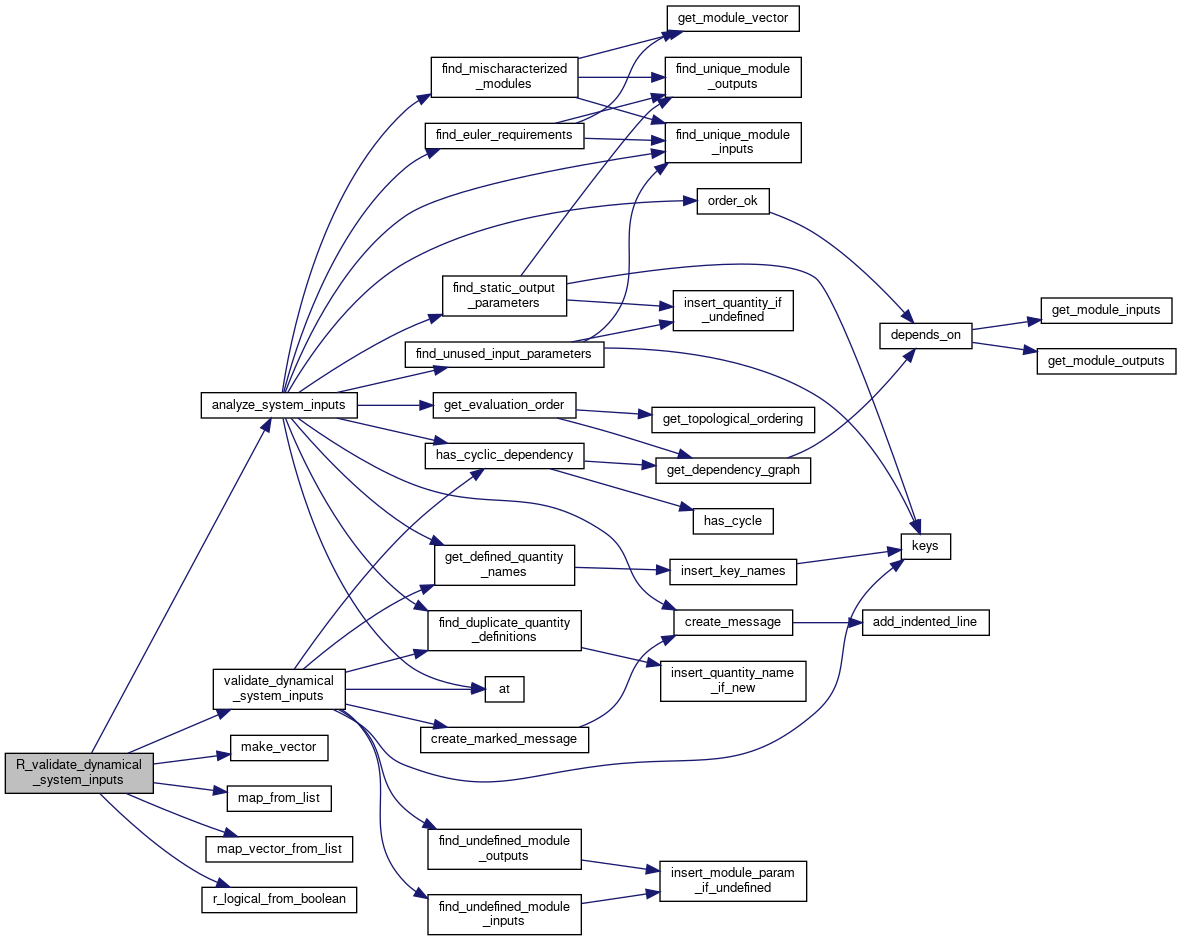 get_module_vector
find_mischaracterized
_modules
find_unique_module
_outputs
find_euler_requirements
find_unique_module
_inputs
order_ok
find_static_output
_parameters
insert_quantity_if
_undefined
get_module_inputs
depends_on
find_unused_input_parameters
get_module_outputs
analyze_system_inputs
get_evaluation_order
get_topological_ordering
has_cyclic_dependency
get_dependency_graph
has_cycle
keys
get_defined_quantity
_names
insert_key_names
find_duplicate_quantity
_definitions
create_message
add_indented_line
validate_dynamical
_system_inputs
at
insert_quantity_name
_if_new
create_marked_message
make_vector
R_validate_dynamical
_system_inputs
map_from_list
map_vector_from_list
find_undefined_module
_outputs
insert_module_param
_if_undefined
r_logical_from_boolean
find_undefined_module
_inputs